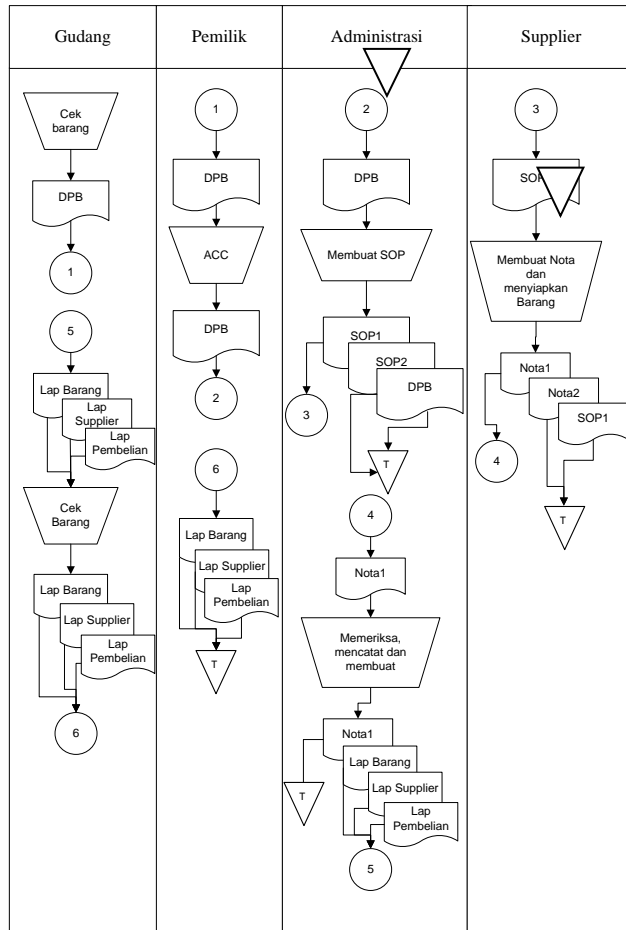 Gudang
Pemilik
Administrasi
Supplier
Cek
barang
DPB
1
5
Lap Barang
Lap
Supplier
Lap
Pembelian
Cek
Barang
Lap Barang
Lap Supplier
Lap
Pembelian
6
1
DPB
ACC
DPB
2
6
Lap Barang
Lap Supplier
Lap
Pembelian
T
2
DPB
Membuat SOP
SOP1
SOP2
DPB
3
T
4
Nota1
Memeriksa,
mencatat dan
membuat
Nota1
Lap Barang
Lap Supplier
Lap
Pembelian
T
5
3
Membuat Nota
dan
menyiapkan
Barang
Nota1
Nota2
SOP1
4
T